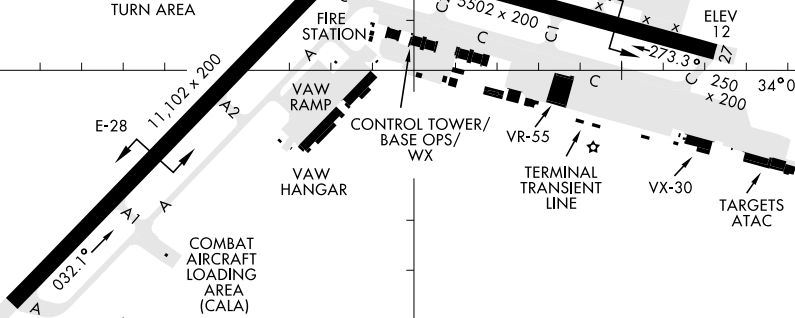 TURN AREA
FIRE
STATION
5502 x 200
C1
ELEV
12
27
273.3°
C
C
C
250
x 200
34°0
A
11,102 x 200
VAW
RAMP
A2
E-28
CONTROL TOWER/
BASE OPS/
WX
VR-55
TERMINAL
TRANSIENT
LINE
VX-30
TARGETS
ATAC
VAW
HANGAR
A1
A
032.1°
COMBAT
AIRCRAFT
LOADING
AREA
(CALA)
A